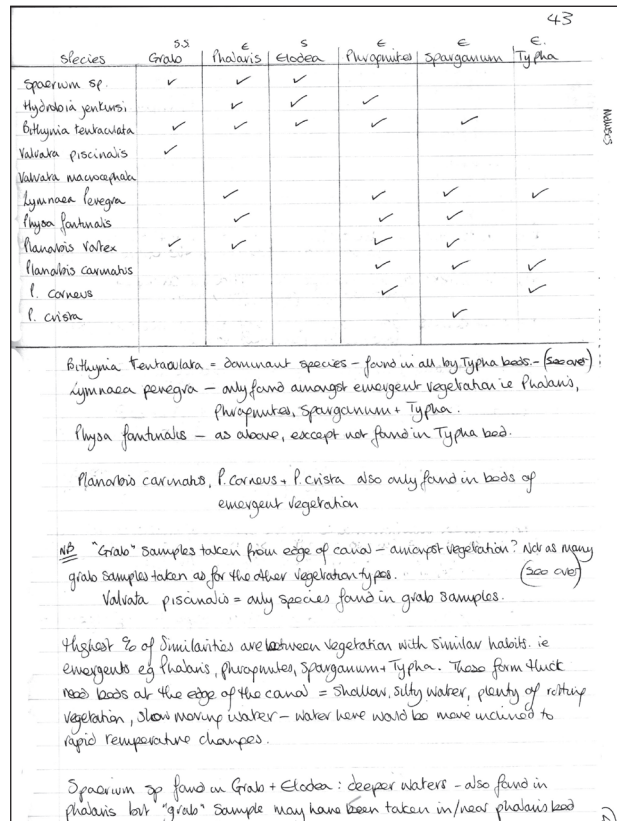 43
S.S. E S E E E.
Species Grab Phalaris Elodea Phragmites Sparganum Typha
Spaerium sp. ✓ ✓ ✓
Hydrobia jenkinsi ✓ ✓ ✓
Bithynia tentaculata ✓ ✓ ✓ ✓ ✓
Valvata piscinalis ✓
Valvata macrocephala
Lymnaea Peregra ✓ ✓ ✓ ✓
Physa fontinalis ✓ ✓ ✓
Planorbis vortex ✓ ✓ ✓ ✓
Planorbis carinatus ✓ ✓ ✓
P. corneus ✓ ✓
P. crista ✓
Bithynia Tentaculata = dominant species - found in all by Typha beds. - (see over)
Lymnaea peregra - only found amongst emergent vegetation ie Phalaris,
Phragmites, Sparganum + Typha.
Physa fontinalis - as above, except not found in Typha bed.
Planorbis carinatus, P. Corneus + P. crista also only found in beds of
emergent vegetation
NB "Grab" samples taken from edge of canal - amongst vegetation? Not as many
grab samples taken as for the other vegetation types. (see over)
Valvata piscinalis = only species found in grab samples.
Highest % of Similarities are between vegetation with similar habits. ie
emergents eg Phalaris, phragmites, Sparganum + Typha. These form thick
reed beds at the edge of the canal = Shallow, silty water, plenty of rotting
vegetation, slow moving water - water here would be more inclined to
rapid temperature changes.
Spaerium sp found in Grab + Elodea : deeper waters - also found in
phalaris but "grab" sample may have been taken in/near phalaris bed